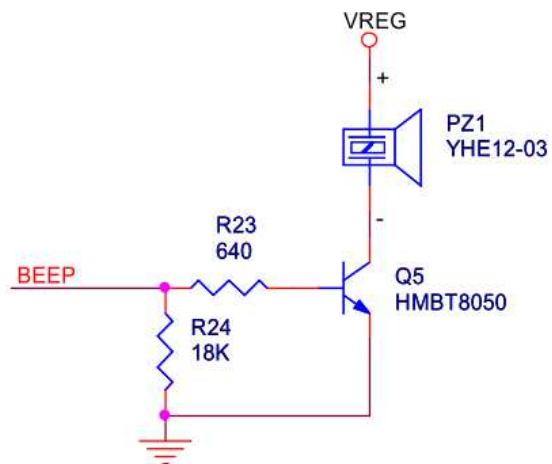 VREG
+
PZ1
YHE12-03
-
R23
640
BEEP
Q5
HMBT8050
R24
18K